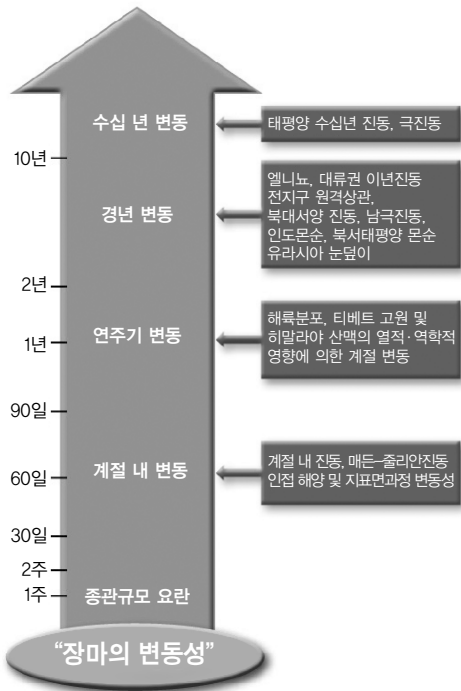 수십 년 변동
태평양 수십년 진동, 극진동
10년
엘니뇨, 대류권 이년진동
전지구 원격상관,
북대서양 진동, 남극진동,
인도몬순, 북서태평양 몬순
유라시아 눈덮이
경년 변동
2년
연주기 변동
해륙분포, 티베트 고원 및
히말라야 산맥의 열적·역학적
영향에 의한 계절 변동
1년
90일
계절 내 변동
계절 내 진동, 매든–줄리안진동
인접 해양 및 지표면과정 변동성
60일
30일
2주
1주
종관규모 요란
“장마의 변동성”